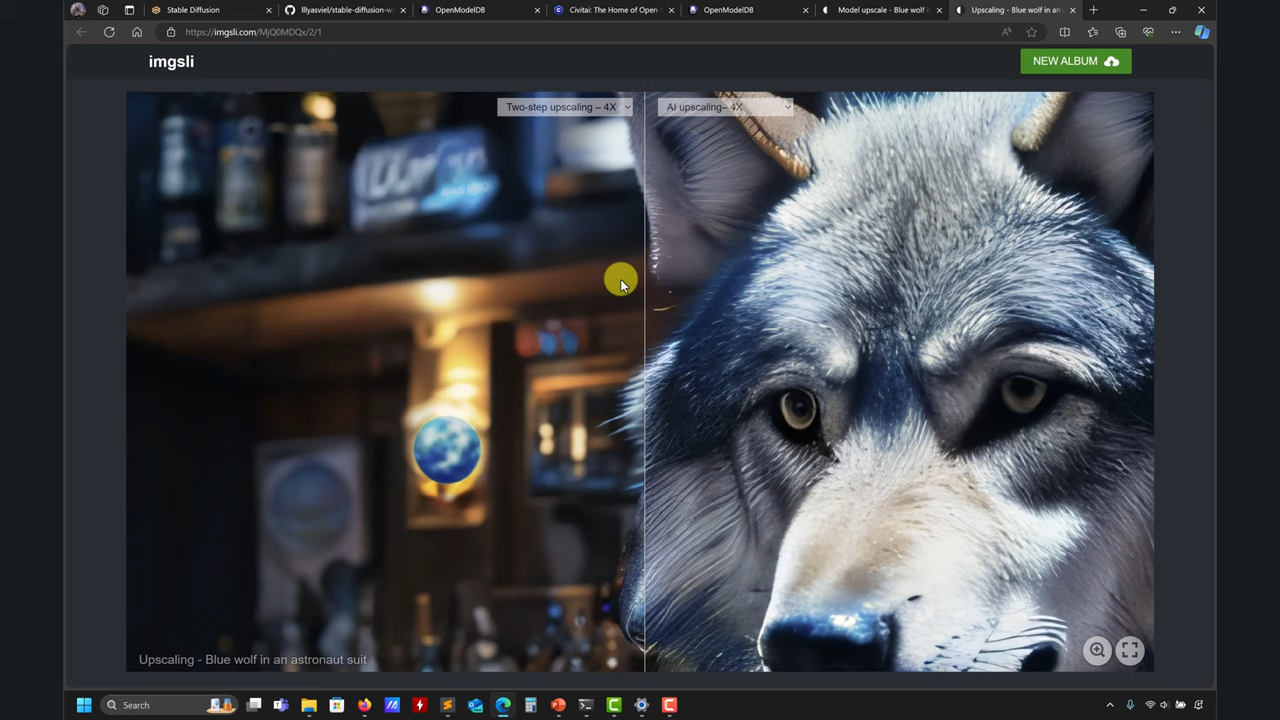 Stable Diffusion
lllyasviel/stable-diffusion-w
OpenModelDB
Civitai: The Home of Open-
OpenModelDB
Model upscale - Blue wolf i
Upscaling - Blue wolf in an
https://imgsli.com/MjQ0MDQx/2/1
imgsli
NEW ALBUM
Two-step upscaling – 4X
AI upscaling– 4X
Upscaling - Blue wolf in an astronaut suit
Search